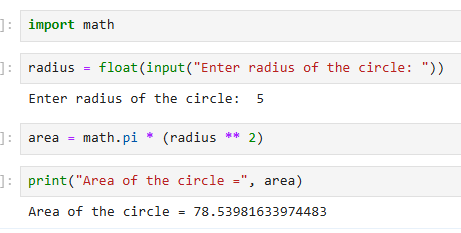 ]: import math
]: radius = float(input("Enter radius of the circle: "))
Enter radius of the circle:  5
]: area = math.pi * (radius ** 2)
]: print("Area of the circle =", area)
Area of the circle = 78.53981633974483